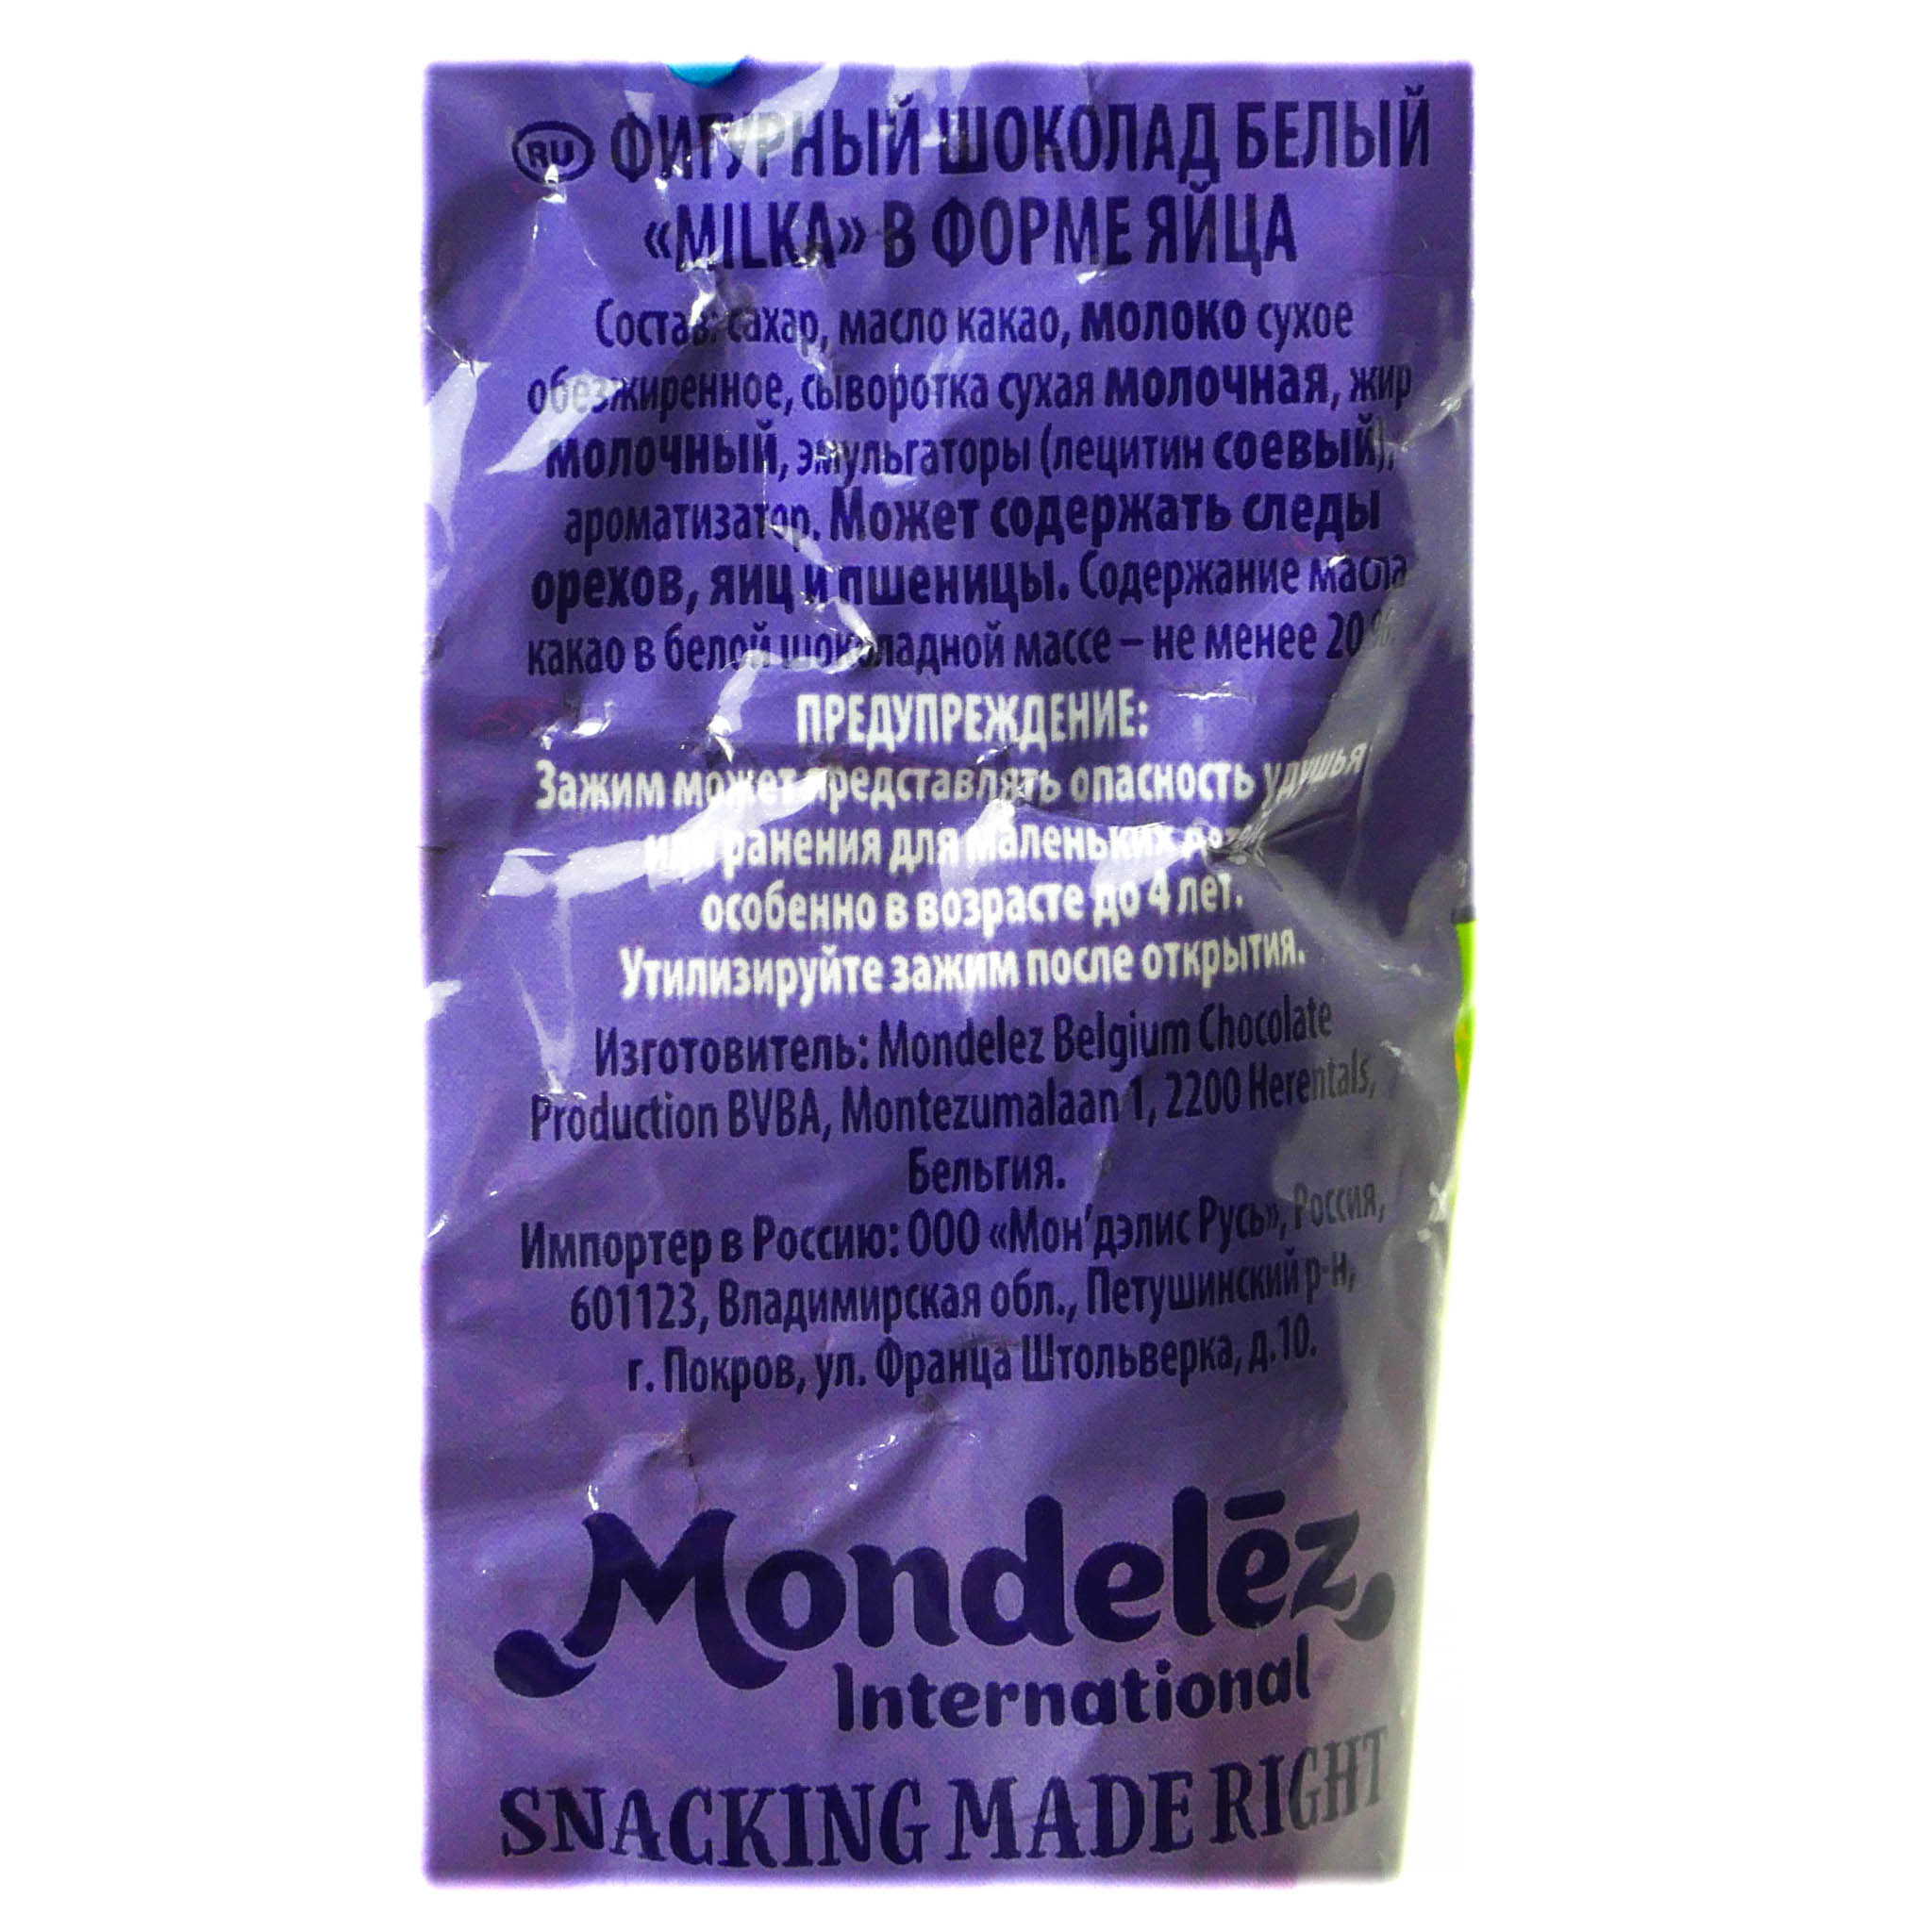 RU ФИГУРНЫЙ ШОКОЛАД БЕЛЫЙ
«MILKA» В ФОРМЕ ЯЙЦА
Состав: сахар, масло какао, молоко сухое
обезжиренное, сыворотка сухая молочная, жир
молочный, эмульгаторы (лецитин соевый),
ароматизатор. Может содержать следы
орехов, яиц и пшеницы. Содержание масла
какао в белой шоколадной массе – не менее 20%.
ПРЕДУПРЕЖДЕНИЕ:
Зажим может представлять опасность удушья
или ранения для маленьких детей,
особенно в возрасте до 4 лет.
Утилизируйте зажим после открытия.
Изготовитель: Mondelez Belgium Chocolate
Production BVBA, Montezumalaan 1, 2200 Herentals,
Бельгия.
Импортер в Россию: ООО «Мон'дэлис Русь», Россия,
601123, Владимирская обл., Петушинский р-н,
г. Покров, ул. Франца Штольверка, д.10.
Mondelēz
International
SNACKING MADE RIGHT